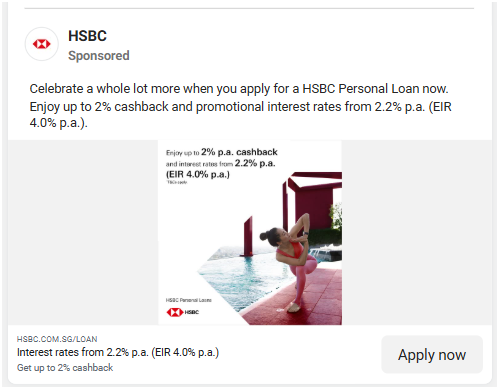 HSBC
Sponsored
Celebrate a whole lot more when you apply for a HSBC Personal Loan now.
Enjoy up to 2% cashback and promotional interest rates from 2.2% p.a. (EIR
4.0% p.a.).
Enjoy up to 2% p.a. cashback
and interest rates from 2.2% p.a.
(EIR 4.0% p.a.)
HSBC Personal Loans
HSBC
HSBC.COM.SG/LOAN
Interest rates from 2.2% p.a. (EIR 4.0% p.a.)
Get up to 2% cashback
Apply now